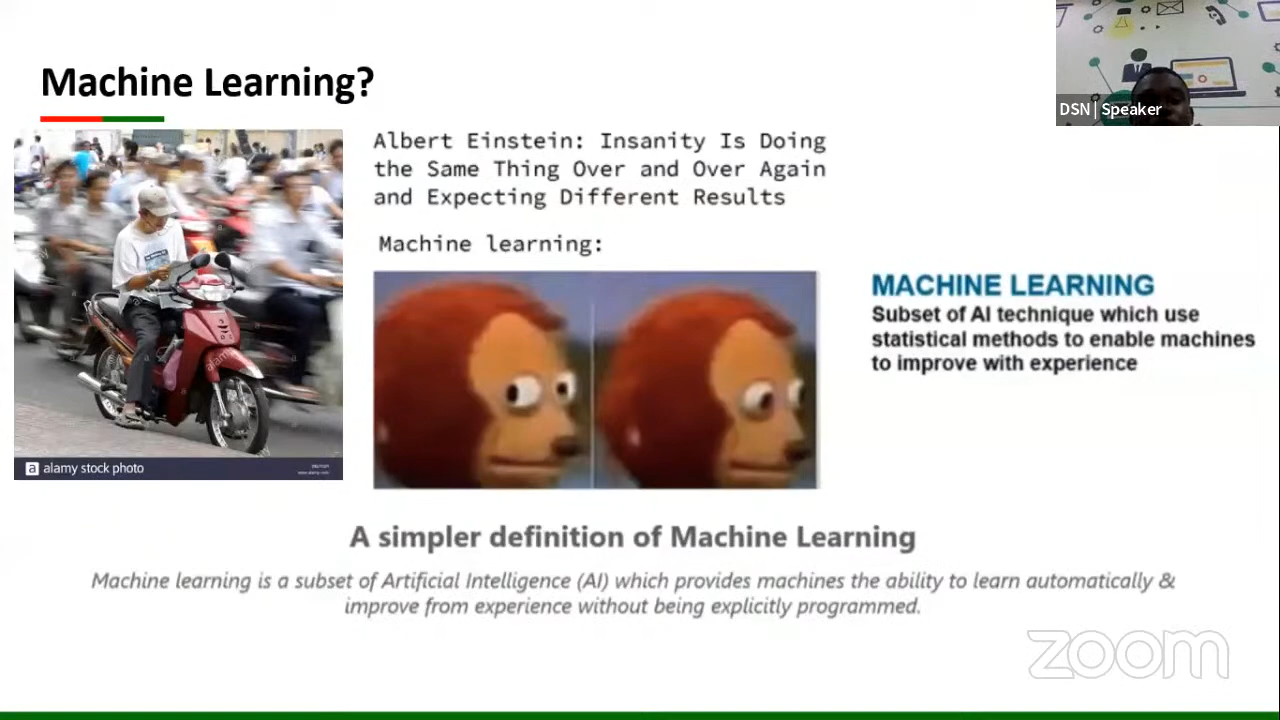 Machine Learning?
DSN | Speaker
Albert Einstein: Insanity Is Doing
the Same Thing Over and Over Again
and Expecting Different Results
Machine learning:
MACHINE LEARNING
Subset of AI technique which use
statistical methods to enable machines
to improve with experience
a alamy stock photo
A simpler definition of Machine Learning
Machine learning is a subset of Artificial Intelligence (AI) which provides machines the ability to learn automatically &
improve from experience without being explicitly programmed.
zoom